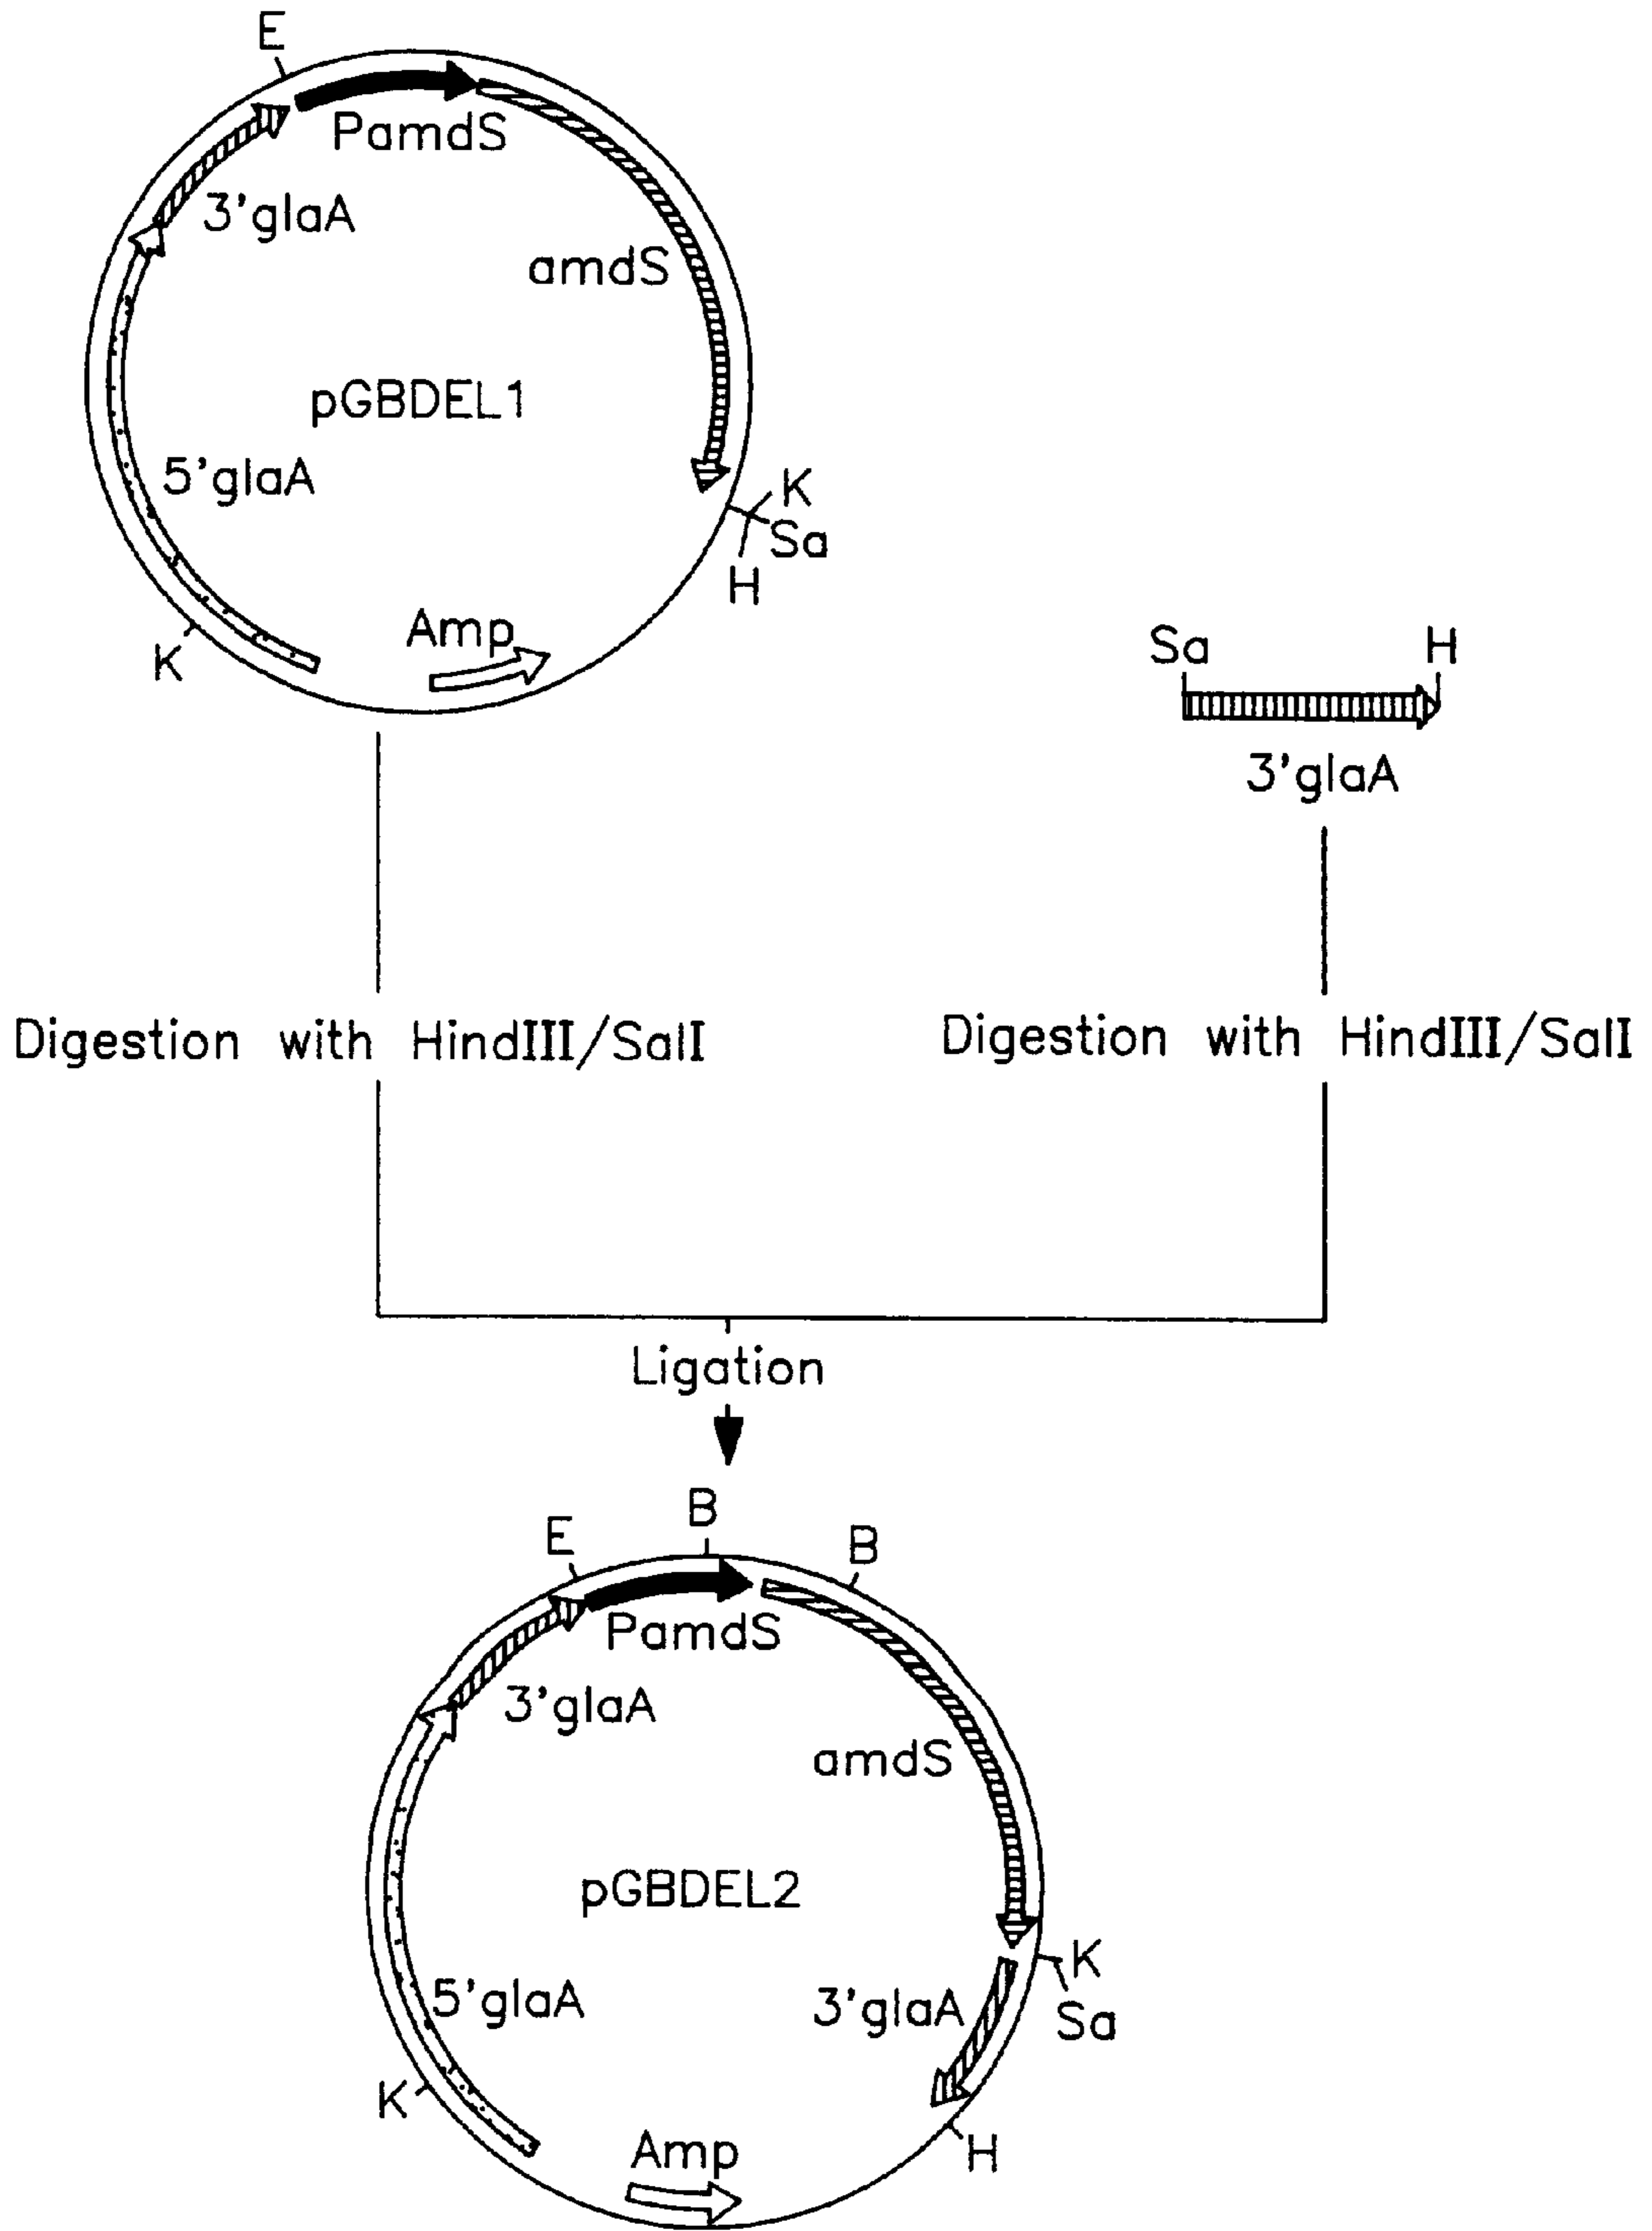 E
PamdS
3'glaA
amdS
pGBDEL1
5'glaA
K
Sa
H
Amp
K
Sa H
3'glaA
Digestion with HindIII/SalI
Digestion with HindIII/SalI
Ligation
B
E
B
PamdS
3'glaA
amdS
pGBDEL2
K
5'glaA
3'glaA
Sa
K
H
Amp